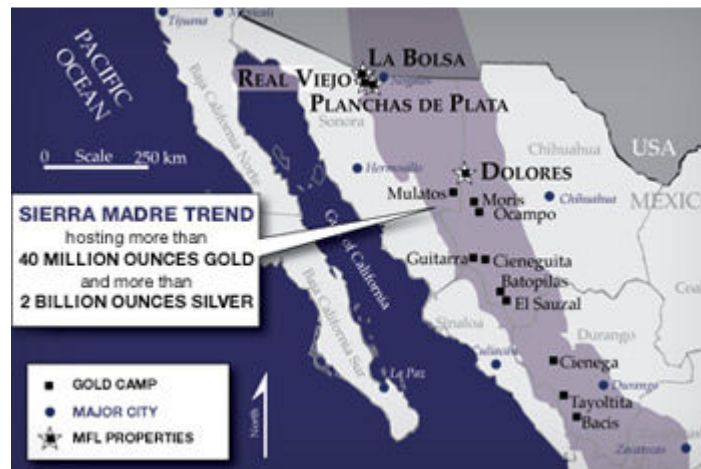 Tijuana
Mexicali
PACIFIC
OCEAN
Baja California Norte
LA BOLSA
REAL VIEJO
Nogales
PLANCHAS DE PLATA
Sonora
Chihuahua
USA
0 Scale 250 km
Hermosillo
DOLORES
MÉXICO
Mulatos
Moris
Ocampo
Chihuahua
SIERRA MADRE TREND
hosting more than
40 MILLION OUNCES GOLD
and more than
2 BILLION OUNCES SILVER
Gulf of California
Guitarra
Cieneguita
Batopilas
El Sauzal
Baja California Sur
Sinaloa
Durango
Culiacán
Cienega
La Paz
Durango
Tayoltita
Bacis
Zacatecas
GOLD CAMP
MAJOR CITY
MFL PROPERTIES
North